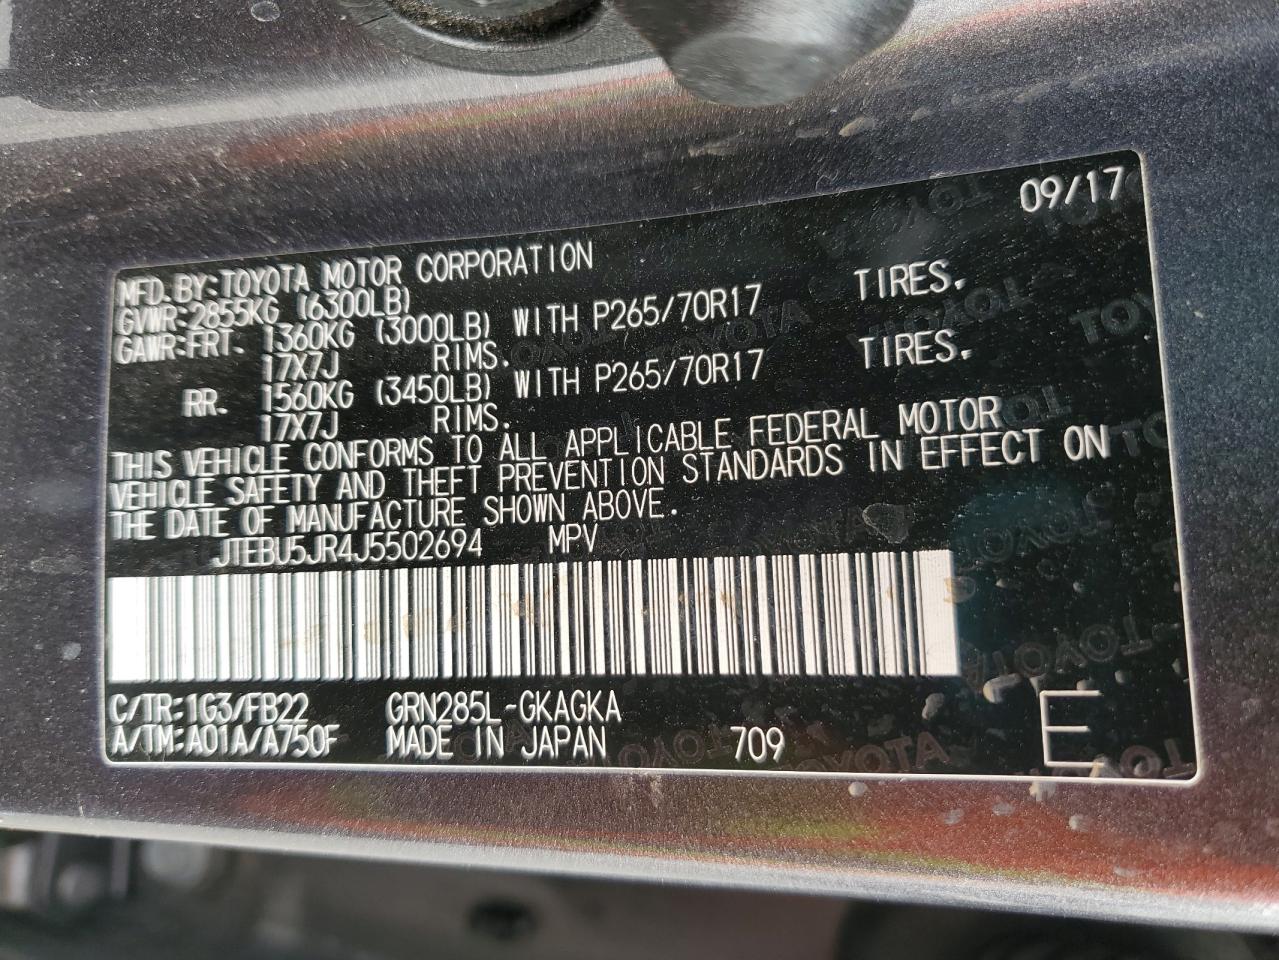 09/17
MFD.BY:TOYOTA MOTOR CORPORATION
GVWR:2855KG (6300LB)
GAWR:FRT. 1360KG (3000LB) WITH P265/70R17 TIRES.
17X7J RIMS.
RR. 1560KG (3450LB) WITH P265/70R17 TIRES.
17X7J RIMS.
THIS VEHICLE CONFORMS TO ALL APPLICABLE FEDERAL MOTOR
VEHICLE SAFETY AND THEFT PREVENTION STANDARDS IN EFFECT ON
THE DATE OF MANUFACTURE SHOWN ABOVE.
JTEBU5JR4J5502694 MPV
C/TR:1G3/FB22 GRN285L-GKAGKA
A/TM:A01A/A750F MADE IN JAPAN 709
E